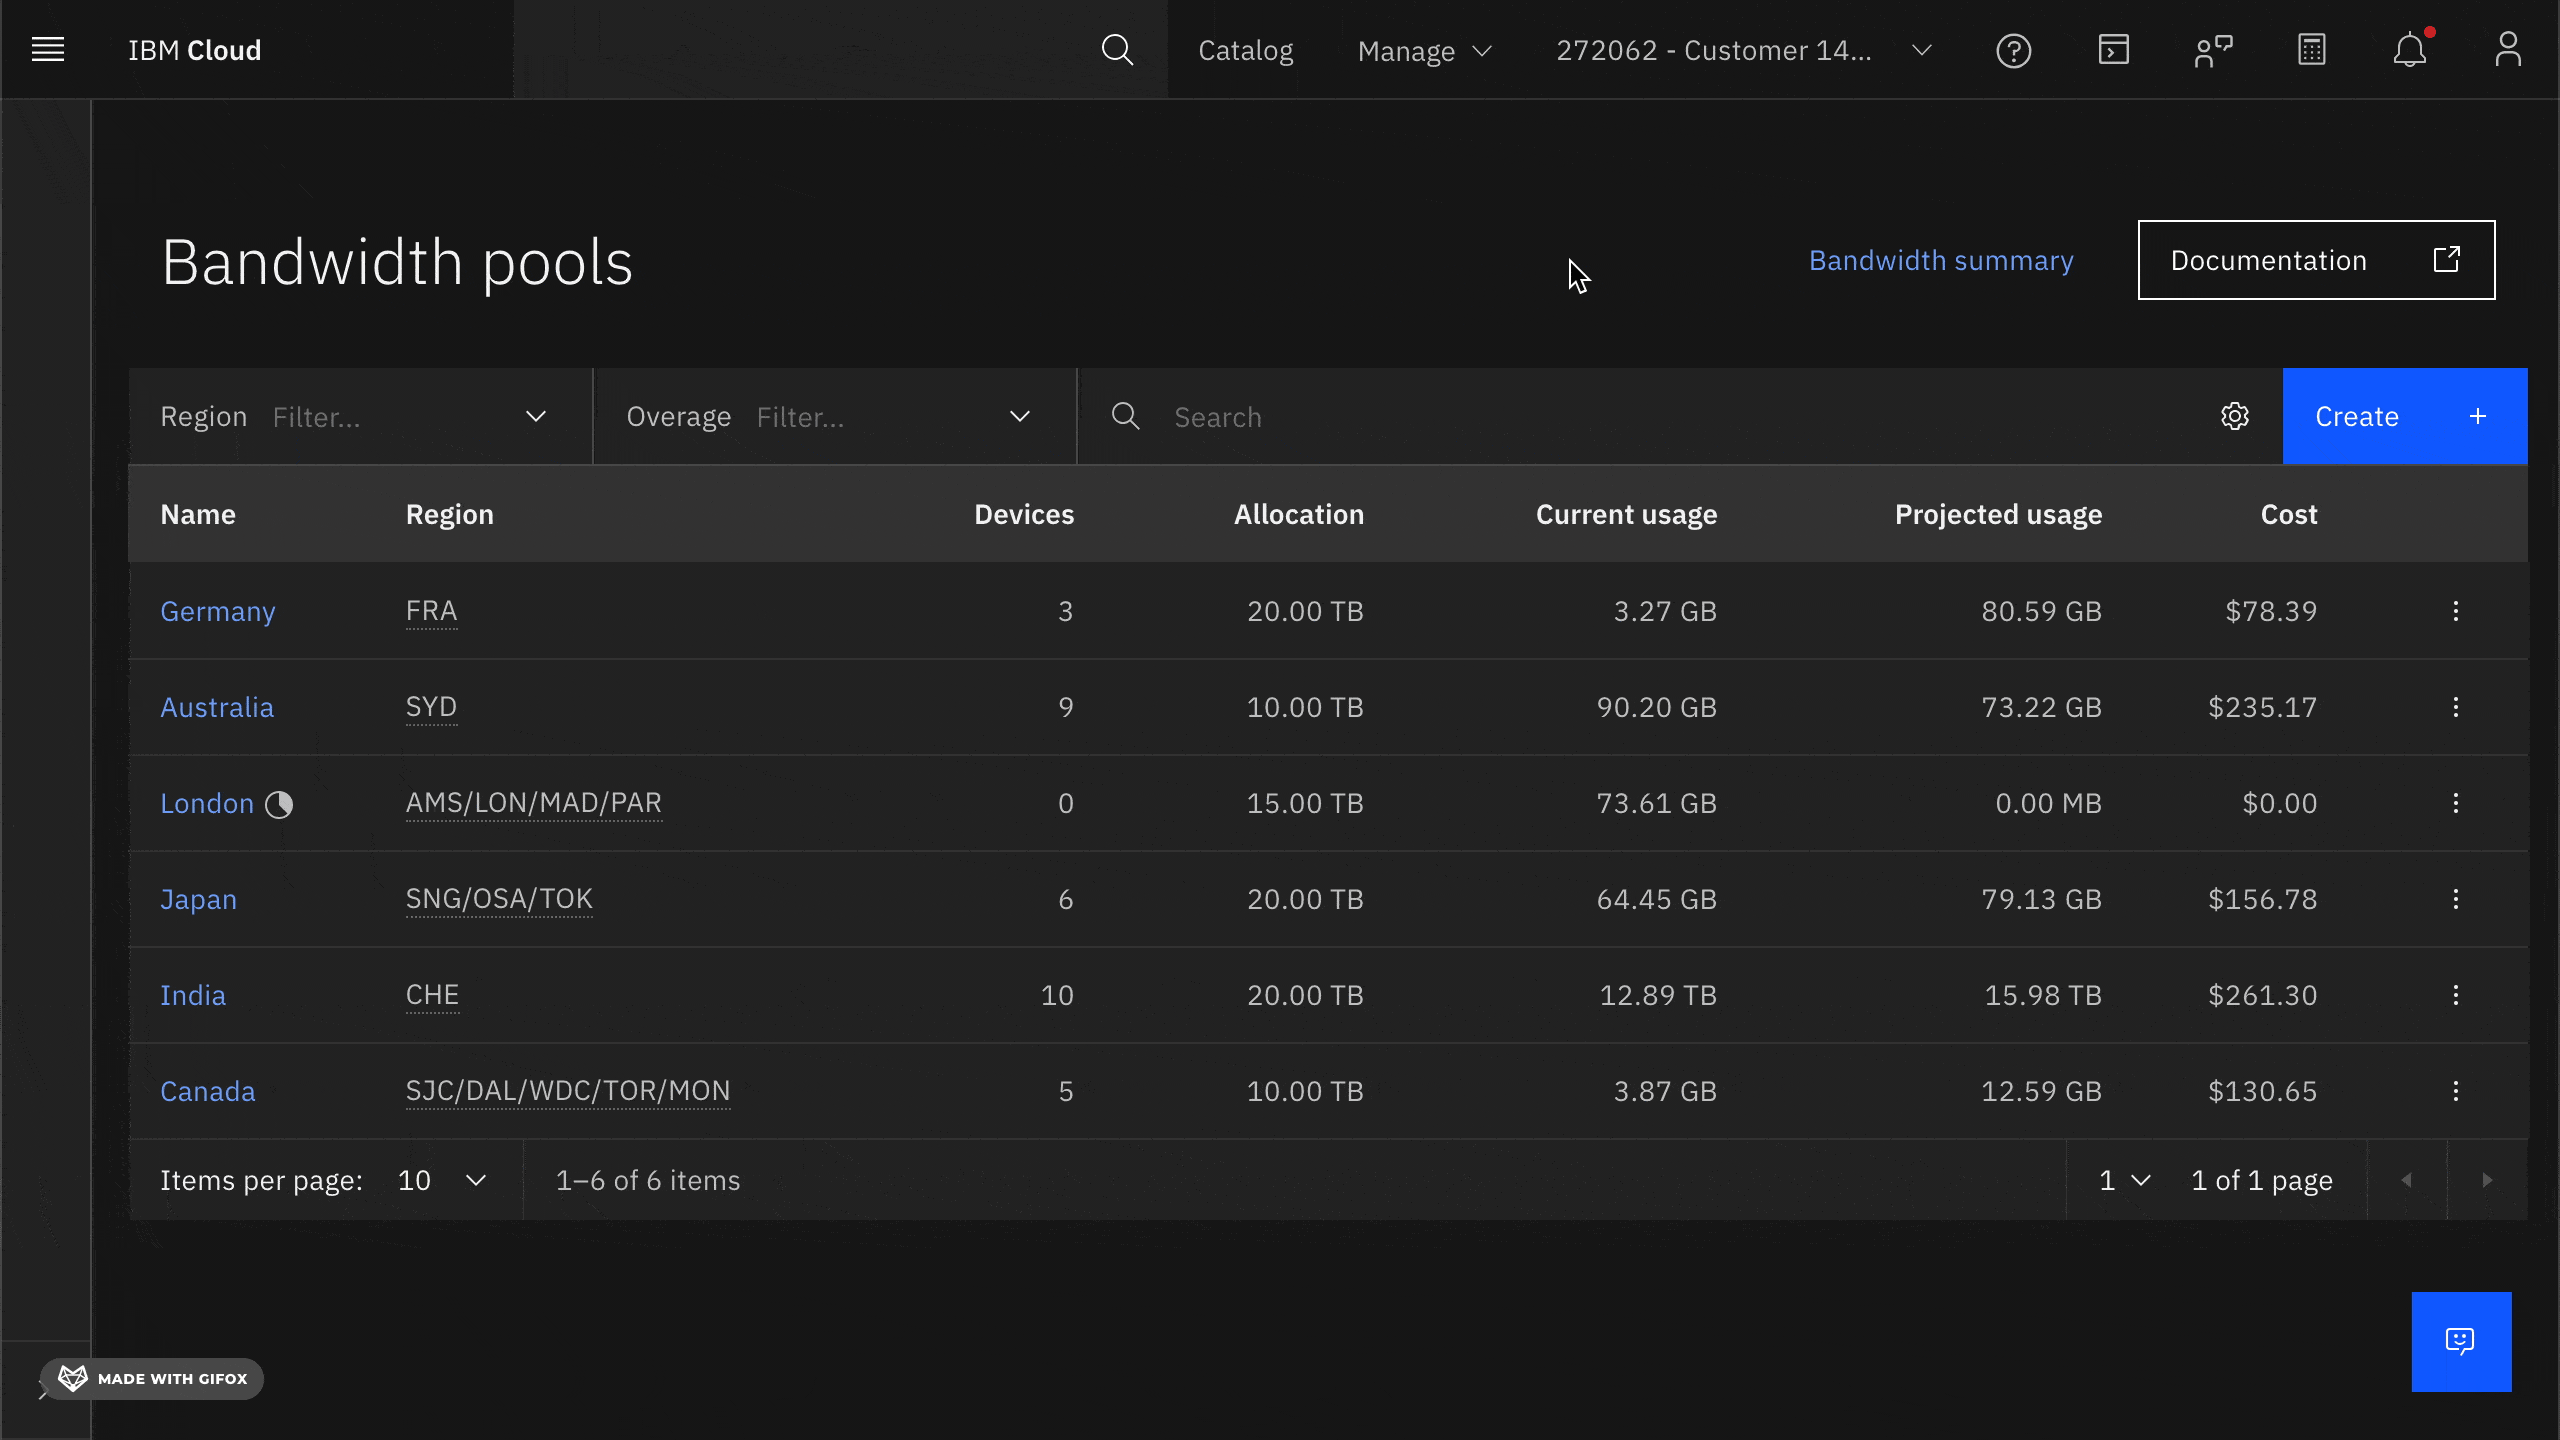 IBM Cloud
Catalog
Manage
272062 - Customer 14...
Bandwidth pools
Bandwidth summary
Documentation
Region Filter...
Overage Filter...
Search
Create +
Name Region Devices Allocation Current usage Projected usage Cost
Germany FRA 3 20.00 TB 3.27 GB 80.59 GB $78.39
Australia SYD 9 10.00 TB 90.20 GB 73.22 GB $235.17
London AMS/LON/MAD/PAR 0 15.00 TB 73.61 GB 0.00 MB $0.00
Japan SNG/OSA/TOK 6 20.00 TB 64.45 GB 79.13 GB $156.78
India CHE 10 20.00 TB 12.89 TB 15.98 TB $261.30
Canada SJC/DAL/WDC/TOR/MON 5 10.00 TB 3.87 GB 12.59 GB $130.65
Items per page: 10 1–6 of 6 items 1 1 of 1 page
MADE WITH GIFOX